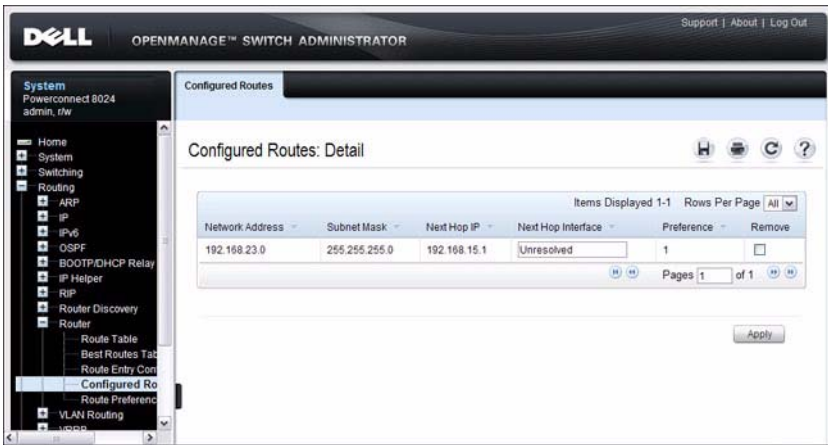 Support | About | Log Out
DELL OPENMANAGE™ SWITCH ADMINISTRATOR
System
Powerconnect 8024
admin, r/w
Configured Routes
Home
System
Switching
Routing
ARP
IP
IPv6
OSPF
BOOTP/DHCP Relay
IP Helper
RIP
Router Discovery
Router
Route Table
Best Routes Tab
Route Entry Con
Configured Ro
Route Preferenc
VLAN Routing
VRRP
Configured Routes: Detail
Items Displayed 1-1 Rows Per Page All
Network Address Subnet Mask Next Hop IP Next Hop Interface Preference Remove
192.168.23.0 255.255.255.0 192.168.15.1 Unresolved 1
Pages 1 of 1
Apply